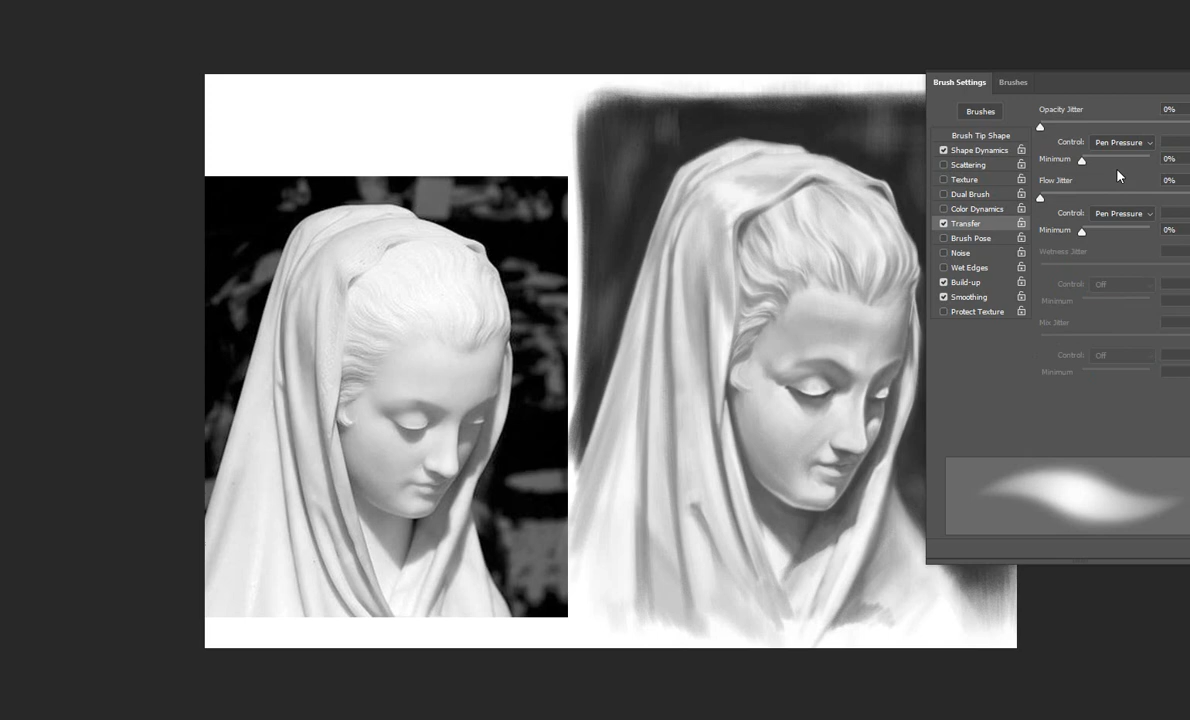 Brush Settings Brushes
Brushes
Brush Tip Shape
Shape Dynamics
Scattering
Texture
Dual Brush
Color Dynamics
Transfer
Brush Pose
Noise
Wet Edges
Build-up
Smoothing
Protect Texture
Opacity Jitter 0%
Control: Pen Pressure
Minimum 0%
Flow Jitter 0%
Control: Pen Pressure
Minimum 0%
Wetness Jitter
Control: Off
Minimum
Mix Jitter
Control: Off
Minimum